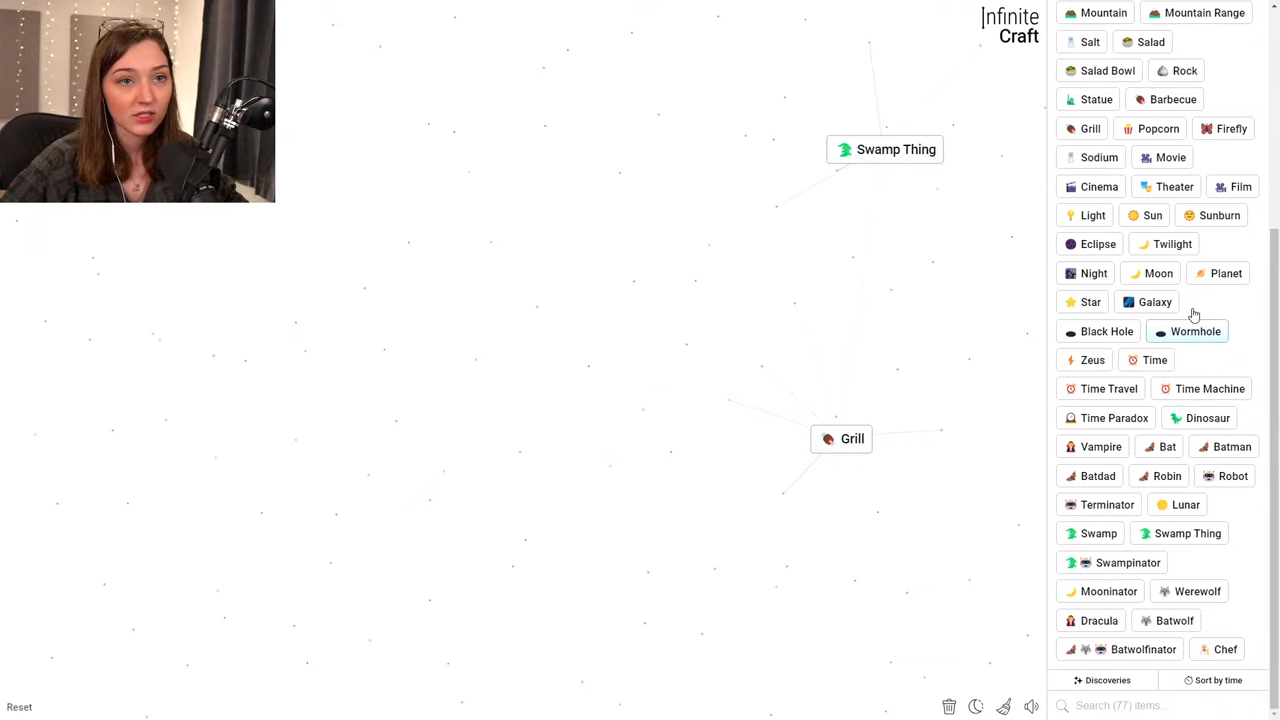 Infinite
Craft
Swamp Thing
Grill
Reset
Mountain
Mountain Range
Salt
Salad
Salad Bowl
Rock
Statue
Barbecue
Grill
Popcorn
Firefly
Sodium
Movie
Cinema
Theater
Film
Light
Sun
Sunburn
Eclipse
Twilight
Night
Moon
Planet
Star
Galaxy
Black Hole
Wormhole
Zeus
Time
Time Travel
Time Machine
Time Paradox
Dinosaur
Vampire
Bat
Batman
Batdad
Robin
Robot
Terminator
Lunar
Swamp
Swamp Thing
Swampinator
Mooninator
Werewolf
Dracula
Batwolf
Batwolfinator
Chef
Discoveries
Sort by time
Search (77) items...